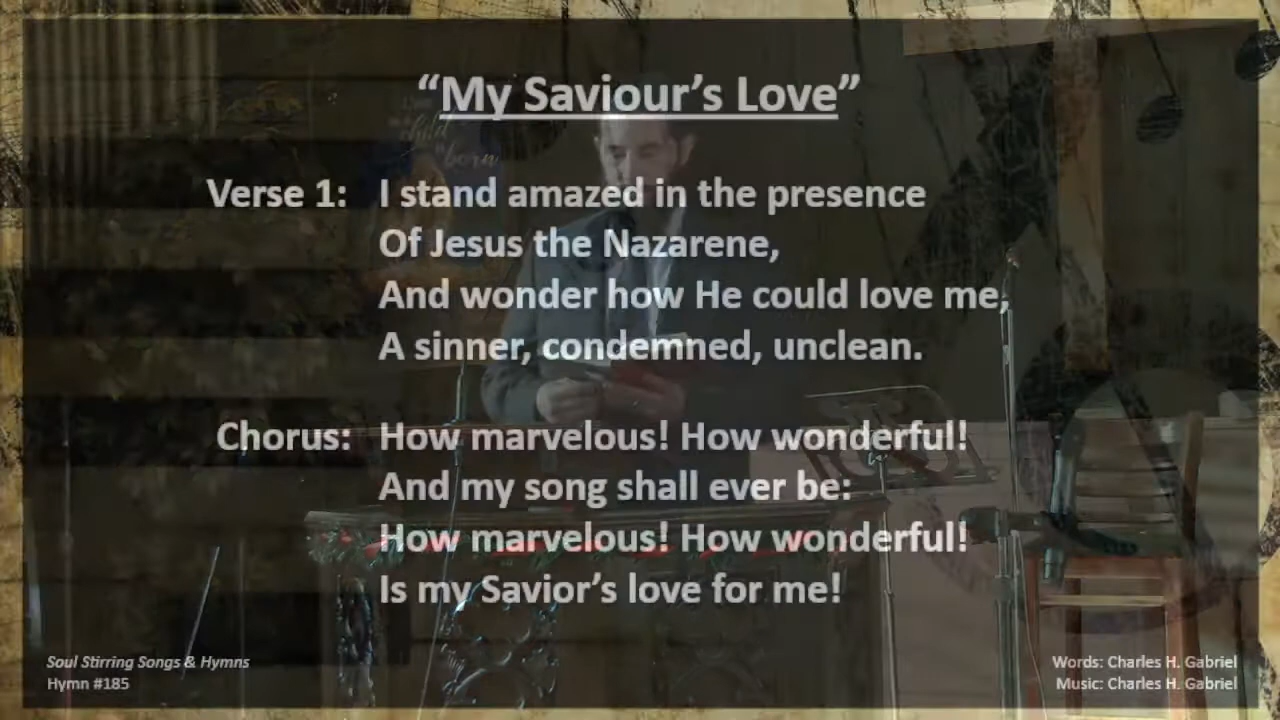 “My Saviour’s Love”
Verse 1: I stand amazed in the presence
Of Jesus the Nazarene,
And wonder how He could love me,
A sinner, condemned, unclean.
Chorus: How marvelous! How wonderful!
And my song shall ever be:
How marvelous! How wonderful!
Is my Savior’s love for me!
Soul Stirring Songs & Hymns
Hymn #185
Words: Charles H. Gabriel
Music: Charles H. Gabriel
child
born